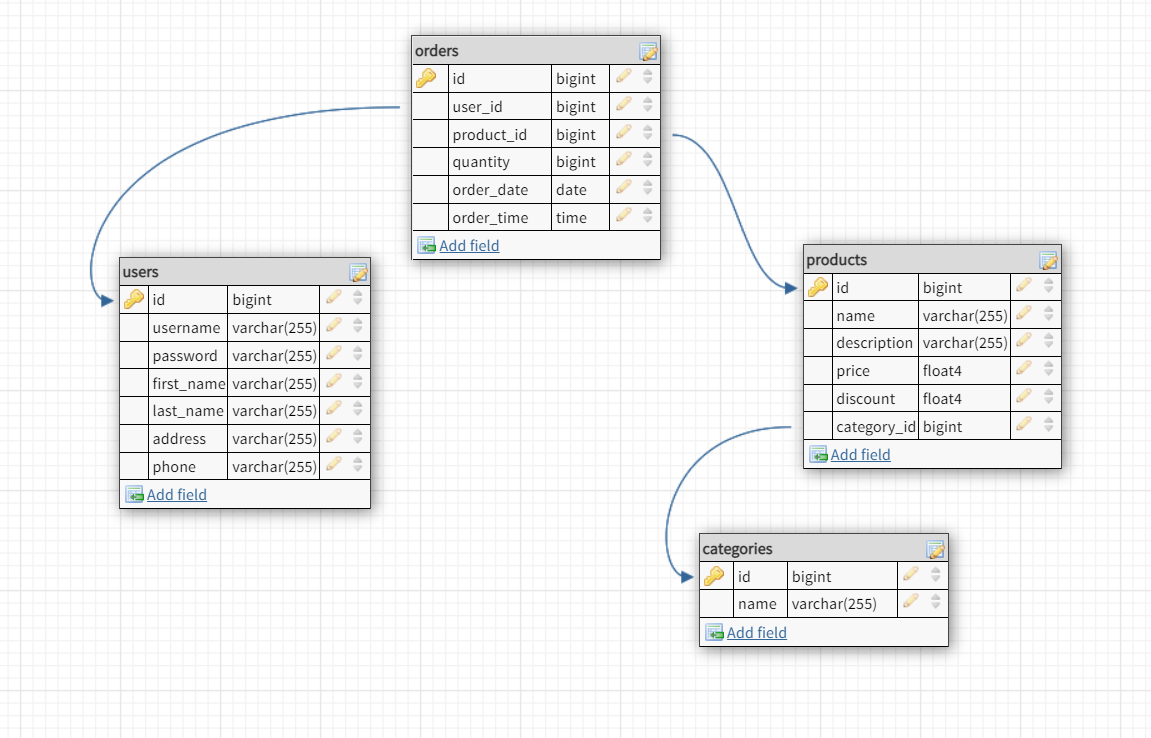 orders
id bigint
user_id bigint
product_id bigint
quantity bigint
order_date date
order_time time
Add field
users
id bigint
username varchar(255)
password varchar(255)
first_name varchar(255)
last_name varchar(255)
address varchar(255)
phone varchar(255)
Add field
products
id bigint
name varchar(255)
description varchar(255)
price float4
discount float4
category_id bigint
Add field
categories
id bigint
name varchar(255)
Add field